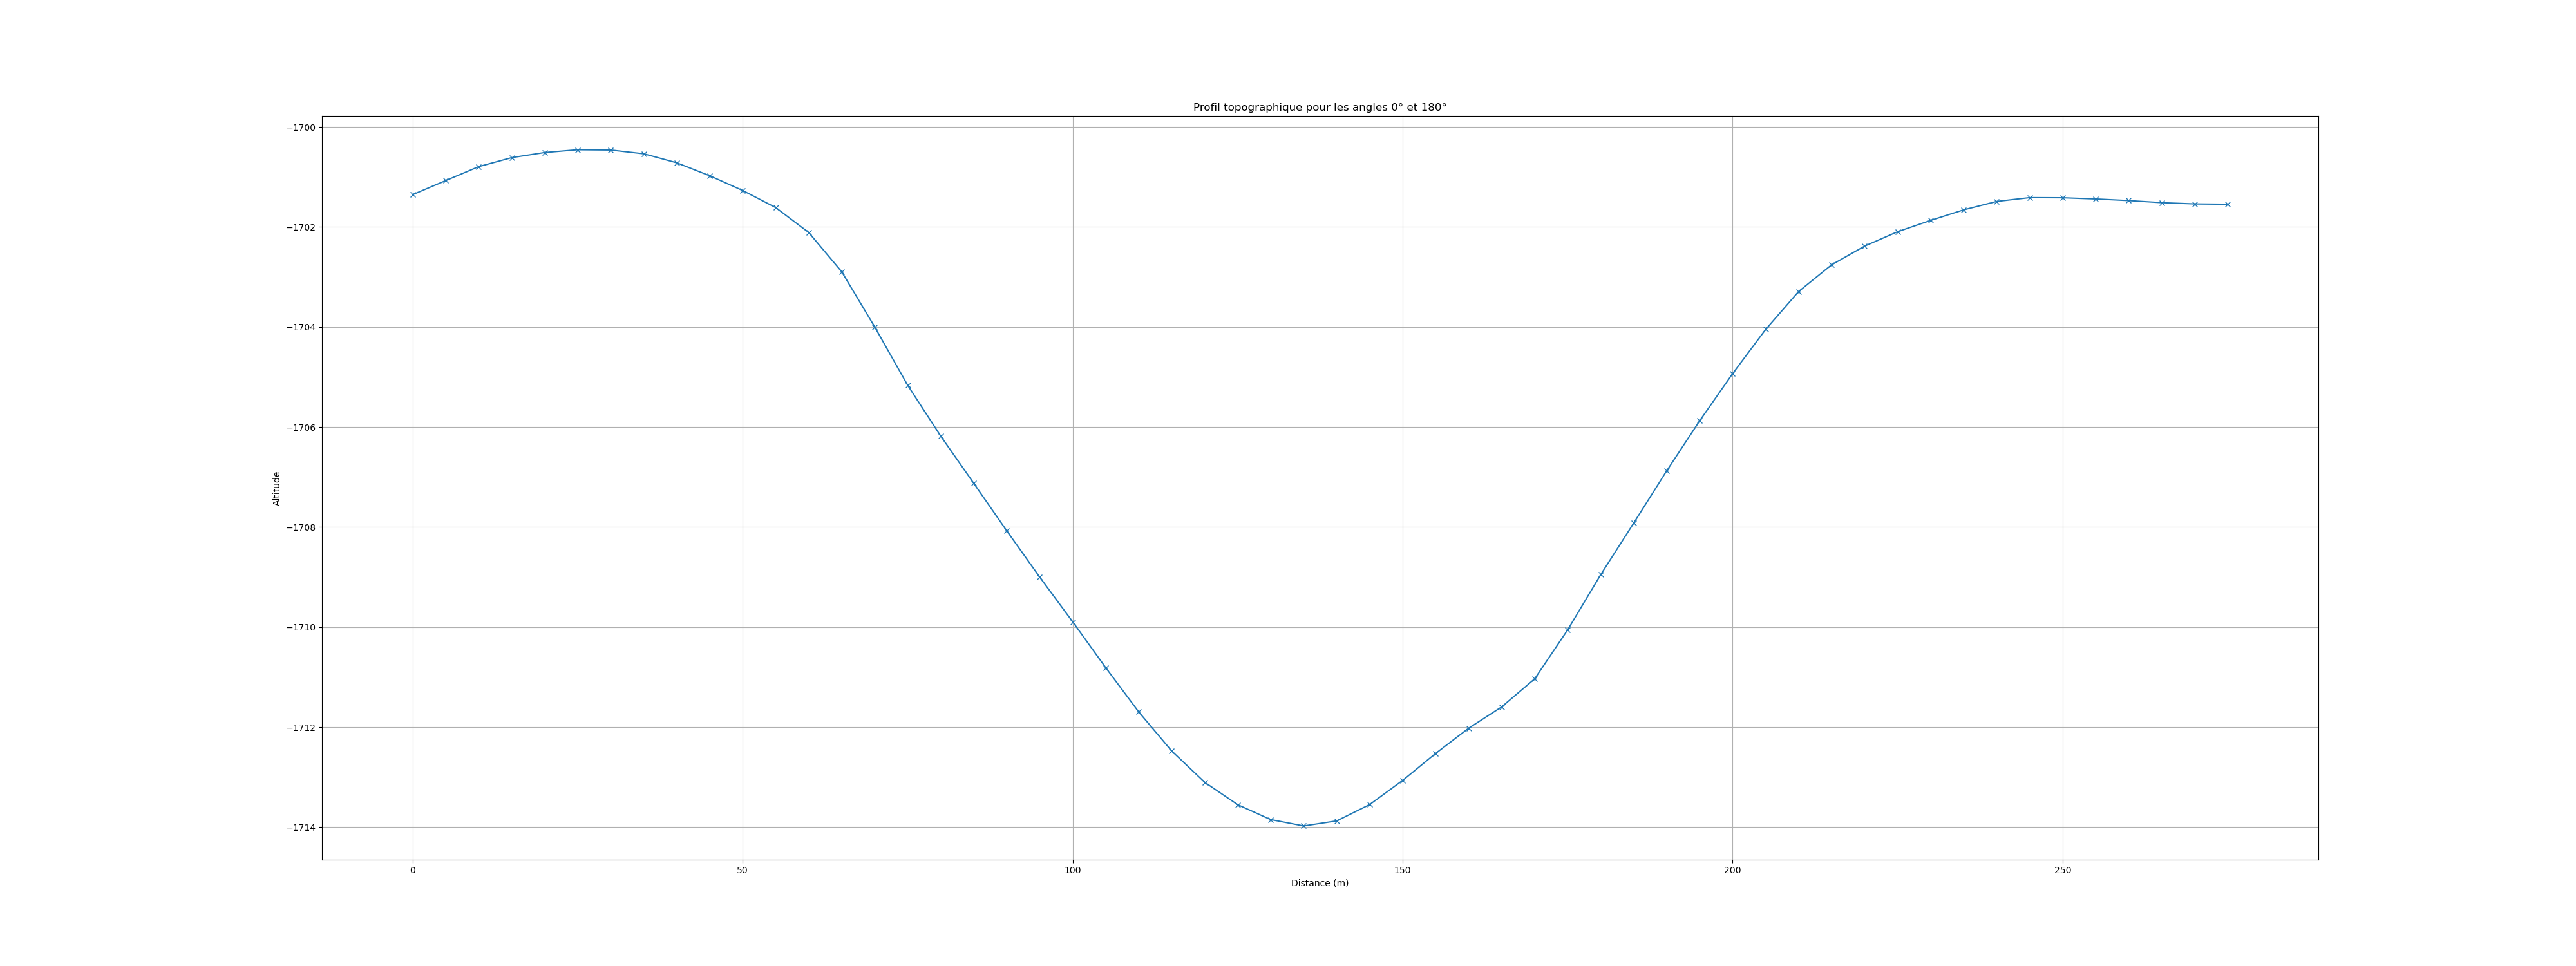 Profil topographique pour les angles 0° et 180°
−1700
−1702
−1704
−1706
−1708
−1710
−1712
−1714
Altitude
0 50 100 150 200 250
Distance (m)